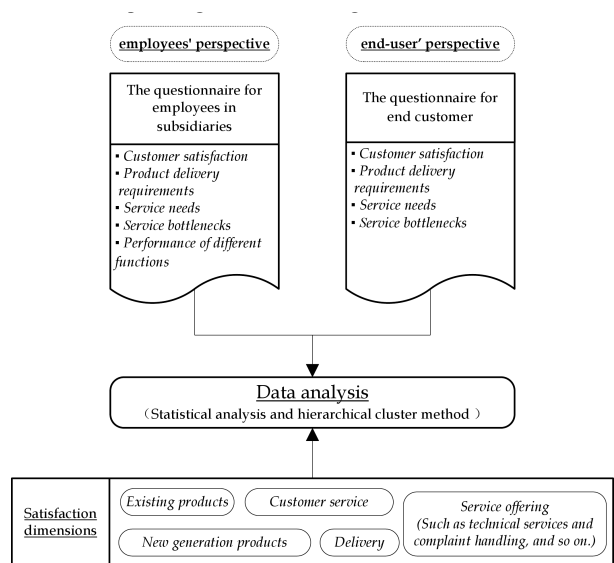 employees' perspective
end-user’ perspective
The questionnaire for
employees in
subsidiaries
▪ Customer satisfaction
▪ Product delivery
requirements
▪ Service needs
▪ Service bottlenecks
▪ Performance of different
functions
The questionnaire for
end customer
▪ Customer satisfaction
▪ Product delivery
requirements
▪ Service needs
▪ Service bottlenecks
Data analysis
（Statistical analysis and hierarchical cluster method ）
Satisfaction
dimensions
Existing products
Customer service
New generation products
Delivery
Service offering
(Such as technical services and
complaint handling, and so on.)